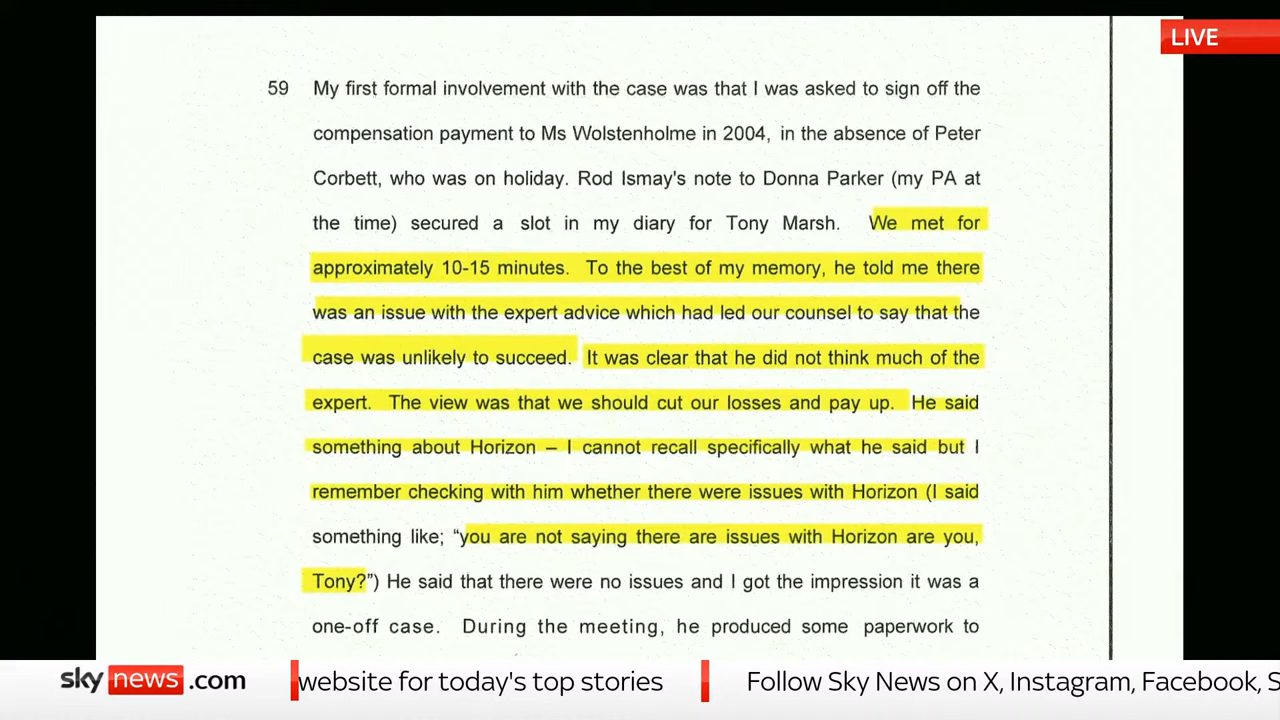 LIVE
59 My first formal involvement with the case was that I was asked to sign off the
compensation payment to Ms Wolstenholme in 2004, in the absence of Peter
Corbett, who was on holiday. Rod Ismay's note to Donna Parker (my PA at
the time) secured a slot in my diary for Tony Marsh. We met for
approximately 10-15 minutes. To the best of my memory, he told me there
was an issue with the expert advice which had led our counsel to say that the
case was unlikely to succeed. It was clear that he did not think much of the
expert. The view was that we should cut our losses and pay up. He said
something about Horizon – I cannot recall specifically what he said but I
remember checking with him whether there were issues with Horizon (I said
something like; “you are not saying there are issues with Horizon are you,
Tony?”) He said that there were no issues and I got the impression it was a
one-off case. During the meeting, he produced some paperwork to
sky news .com website for today's top stories Follow Sky News on X, Instagram, Facebook, S